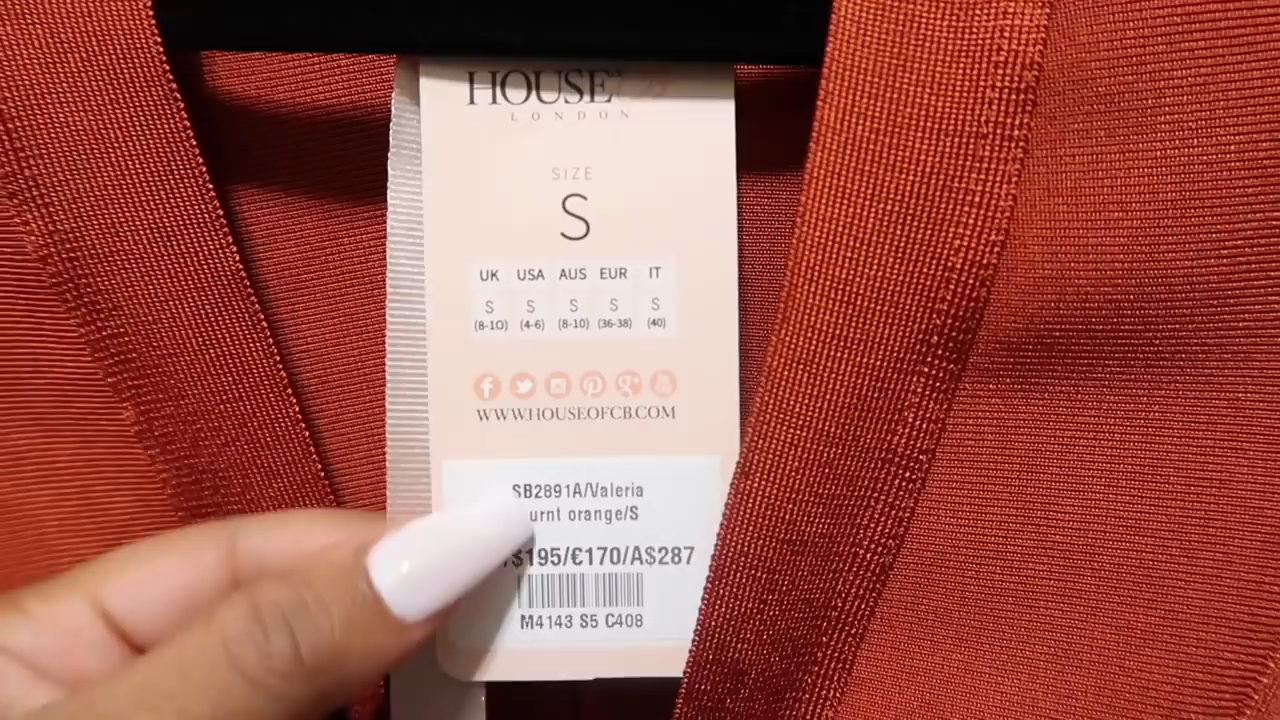 HOUSE
LONDON
SIZE
S
UK USA AUS EUR IT
S S S S S
(8-10) (4-6) (8-10) (36-38) (40)
WWW.HOUSEOFCB.COM
SB2891A/Valeria
urnt orange/S
/$195/€170/A$287
M4143 S5 C408